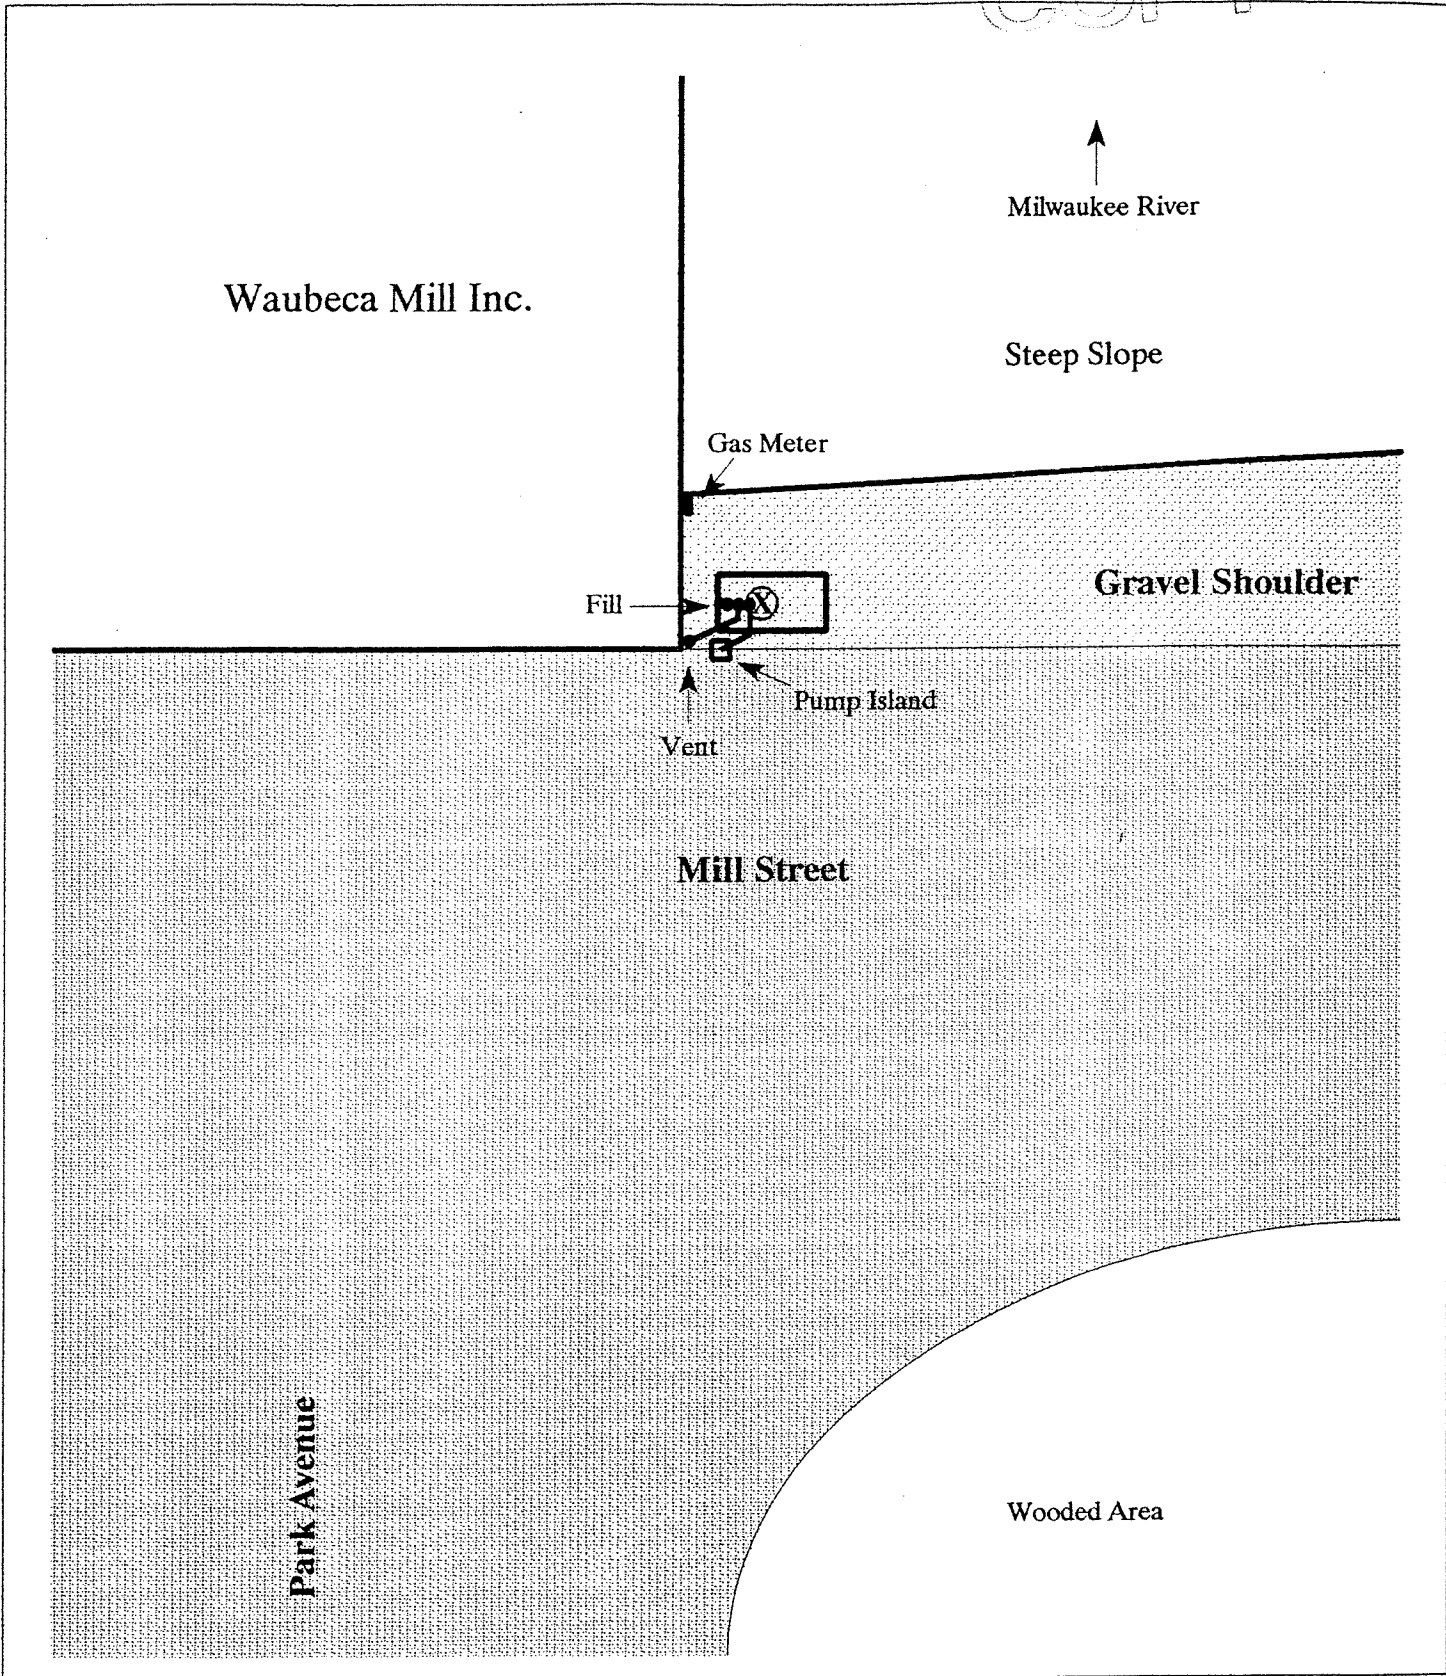 Milwaukee River
Waubeca Mill Inc.
Steep Slope
Gas Meter
Gravel Shoulder
Fill
X
Pump Island
Vent
Mill Street
Park Avenue
Wooded Area